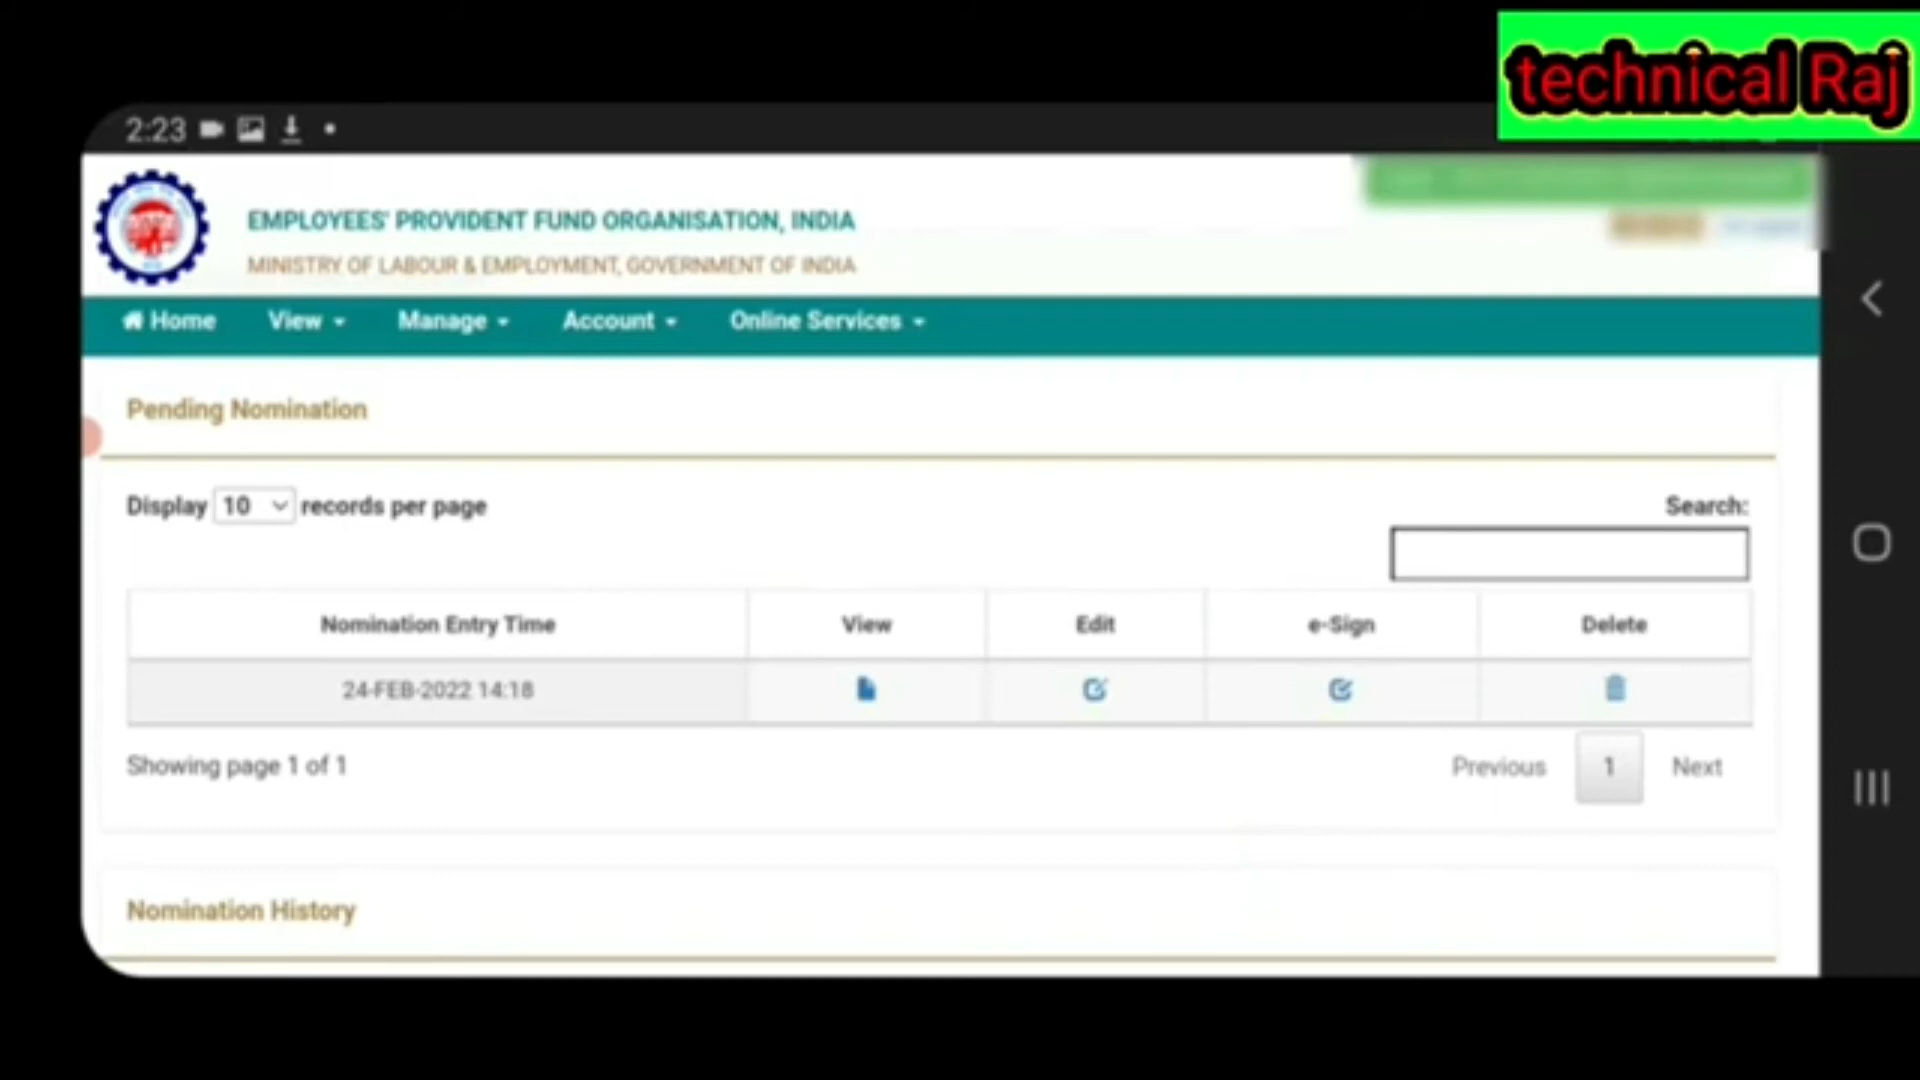 technical Raj
2:23
EMPLOYEES' PROVIDENT FUND ORGANISATION, INDIA
MINISTRY OF LABOUR & EMPLOYMENT, GOVERNMENT OF INDIA
Home View Manage Account Online Services
Pending Nomination
Display 10 records per page
Search:
Nomination Entry Time View Edit e-Sign Delete
24-FEB-2022 14:18
Showing page 1 of 1
Previous 1 Next
Nomination History